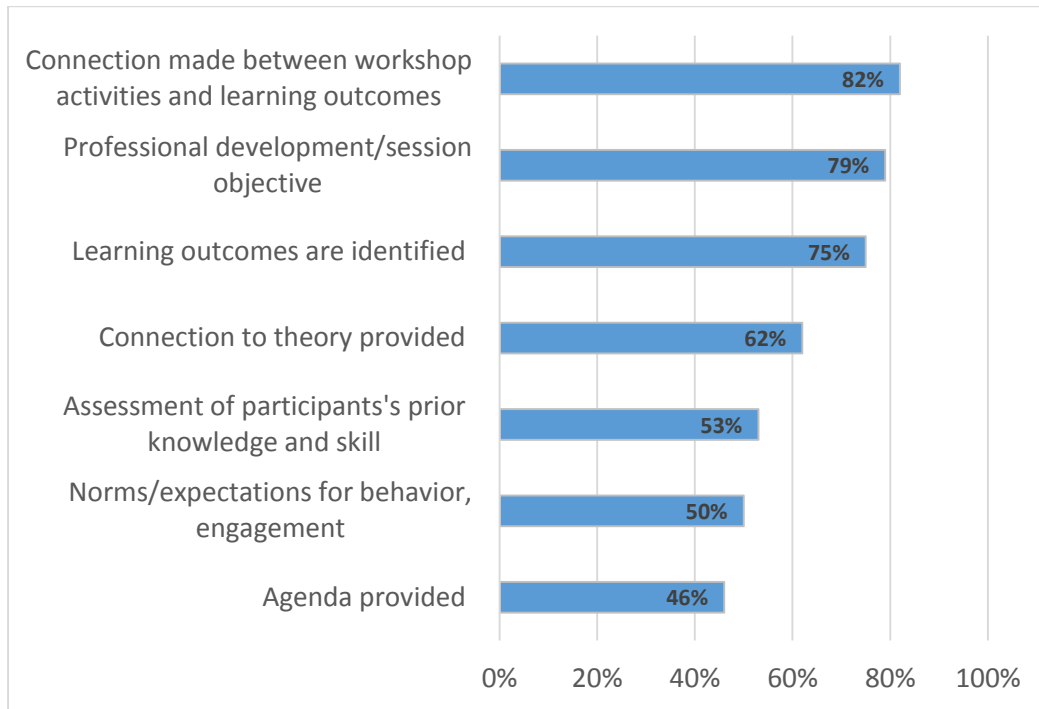 Connection made between workshop
activities and learning outcomes
82%
Professional development/session
objective
79%
Learning outcomes are identified
75%
Connection to theory provided
62%
Assessment of participants's prior
knowledge and skill
53%
Norms/expectations for behavior,
engagement
50%
Agenda provided
46%
0% 20% 40% 60% 80% 100%